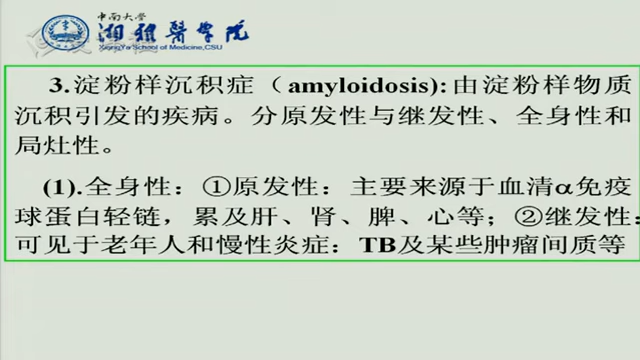 中南大学
湘雅医学院
XiangYa School of Medicine,CSU
3.淀粉样沉积症（amyloidosis):由淀粉样物质
沉积引发的疾病。分原发性与继发性、全身性和
局灶性。
(1).全身性：①原发性：主要来源于血清α免疫
球蛋白轻链，累及肝、肾、脾、心等；②继发性：
可见于老年人和慢性炎症：TB及某些肿瘤间质等